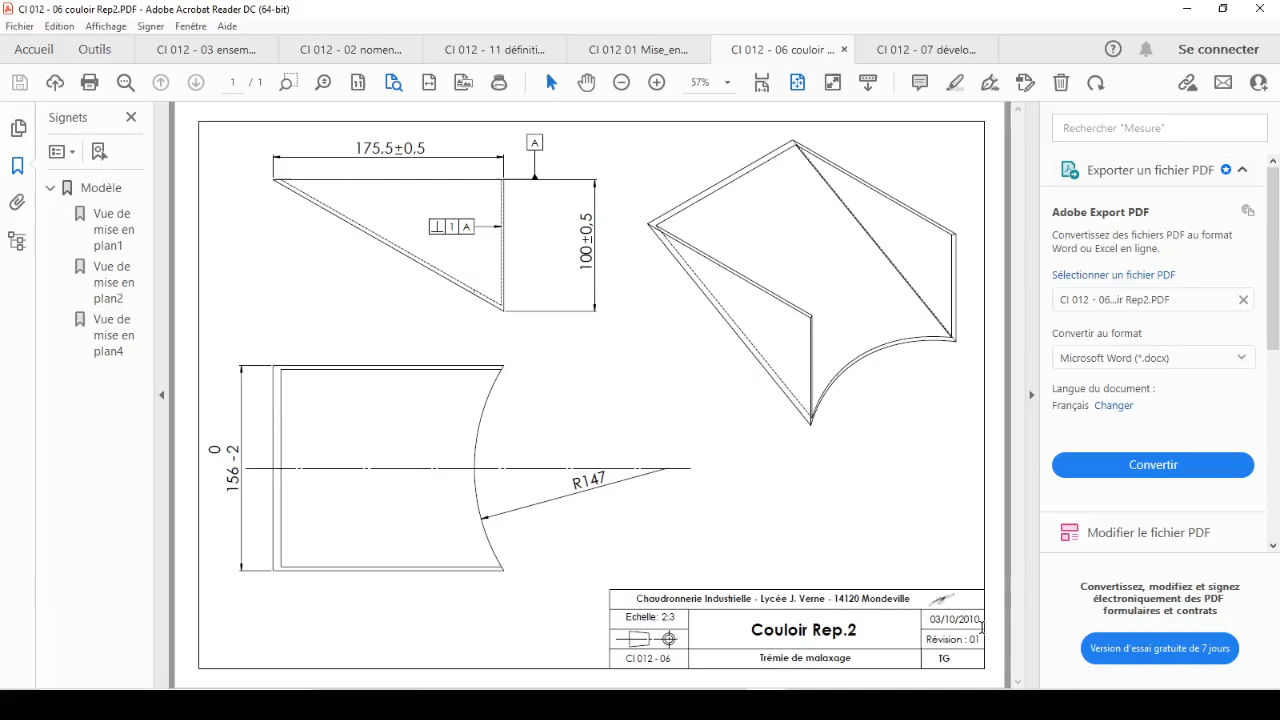 CI 012 - 06 couloir Rep2.PDF - Adobe Acrobat Reader DC (64-bit)
Fichier Edition Affichage Signer Fenêtre Aide
Accueil Outils CI 012 - 03 ensem... CI 012 - 02 nomen... CI 012 - 11 définiti... CI 012 01 Mise_en... CI 012 - 06 couloir ... CI 012 - 07 dévelo... Se connecter
1 / 1 57%
Signets
Modèle
Vue de
mise en
plan1
Vue de
mise en
plan2
Vue de
mise en
plan4
175,5±0,5
A
⊥ 1 A
100±0,5
0
156 -2
R147
Chaudronnerie Industrielle - Lycée J. Verne - 14120 Mondeville
Echelle: 2:3
Couloir Rep.2
03/10/2010
Révision : 01
CI 012 - 06
Trémie de malaxage
TG
Rechercher "Mesure"
Exporter un fichier PDF
Adobe Export PDF
Convertissez des fichiers PDF au format
Word ou Excel en ligne.
Sélectionner un fichier PDF
CI 012 - 06...ir Rep2.PDF
Convertir au format
Microsoft Word (*.docx)
Langue du document :
Français Changer
Convertir
Modifier le fichier PDF
Convertissez, modifiez et signez
électroniquement des PDF
formulaires et contrats
Version d'essai gratuite de 7 jours